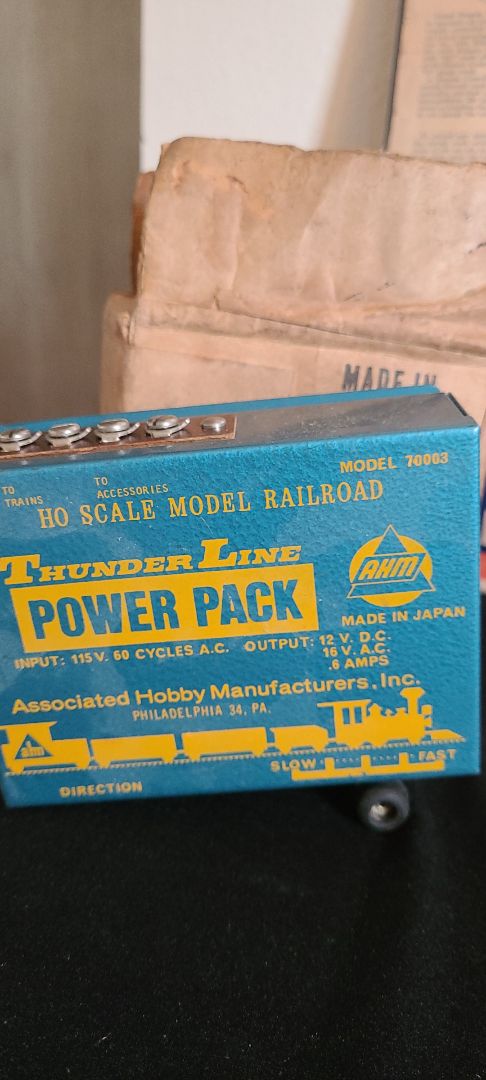 MADE IN
MODEL 70003
TO
TRAINS
TO
ACCESSORIES
HO SCALE MODEL RAILROAD
THUNDER LINE
POWER PACK
AHM
MADE IN JAPAN
INPUT: 115V. 60 CYCLES A.C. OUTPUT: 12 V. D.C.
16 V. A.C.
.6 AMPS
Associated Hobby Manufacturers, Inc.
PHILADELPHIA 34, PA.
AHM
SLOW FAST
DIRECTION